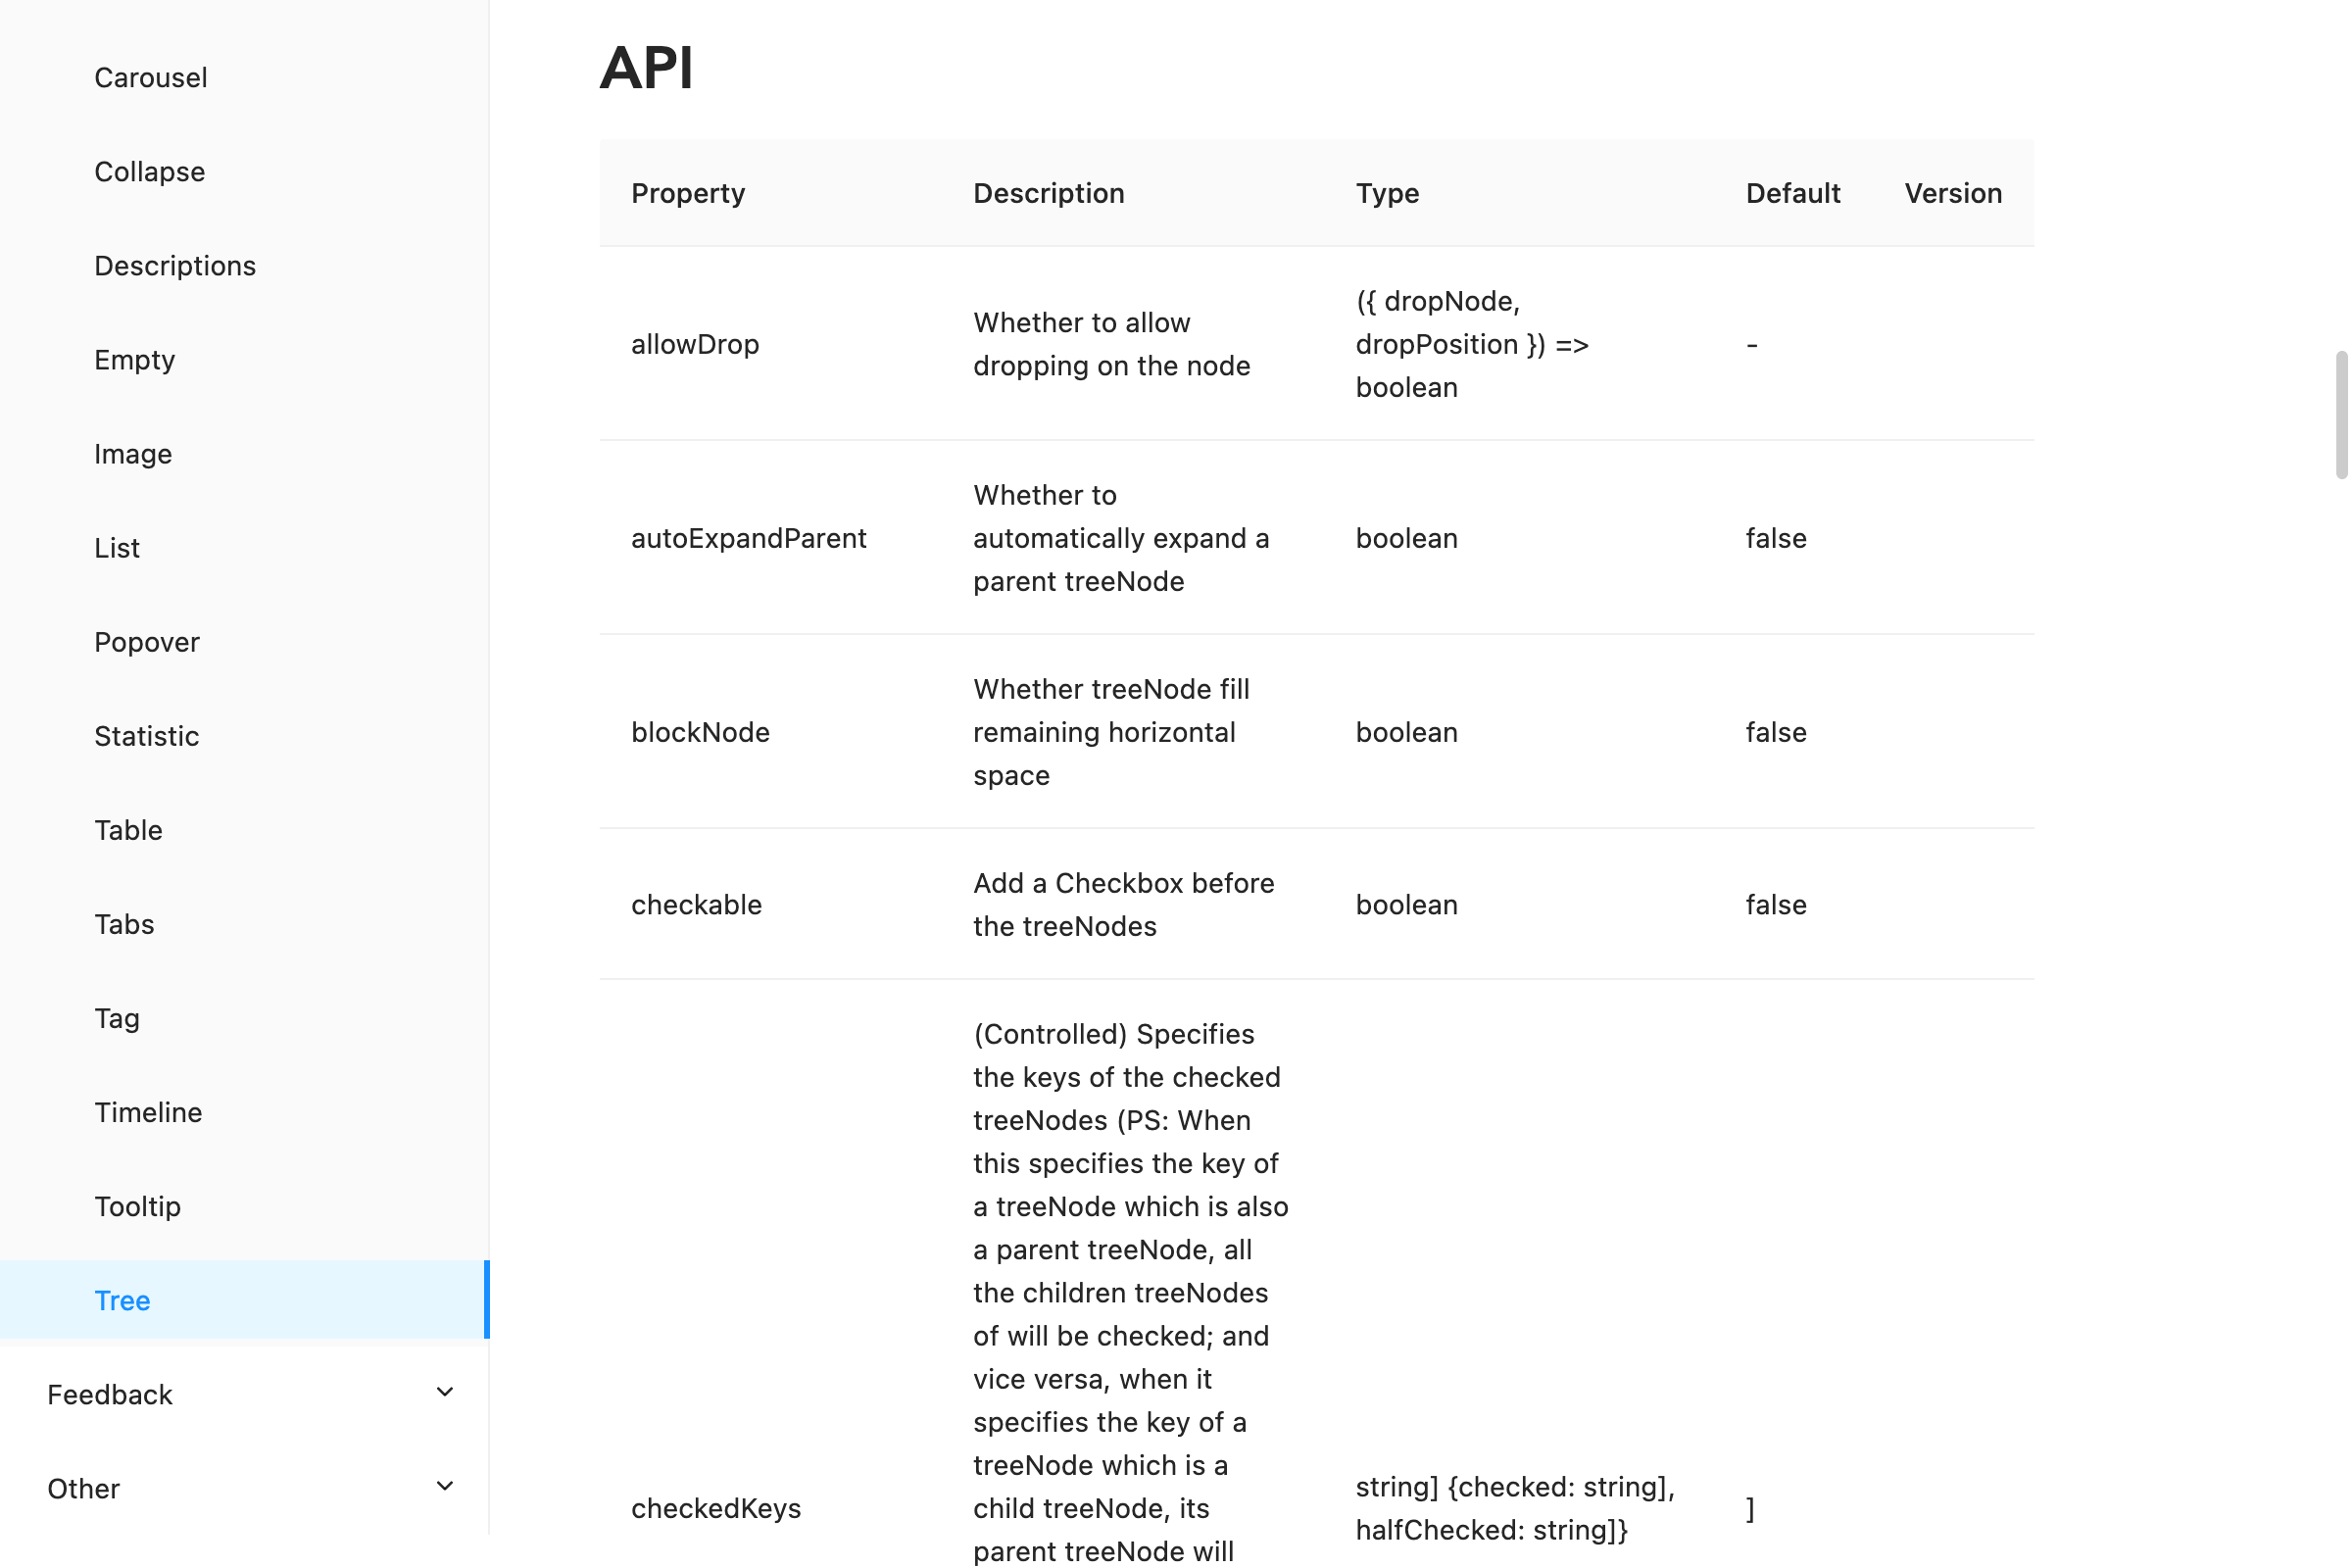 Carousel
Collapse
Descriptions
Empty
Image
List
Popover
Statistic
Table
Tabs
Tag
Timeline
Tooltip
Tree
Feedback
Other
API
Property Description Type Default Version
allowDrop
Whether to allow
dropping on the node
({ dropNode,
dropPosition }) =>
boolean
-
autoExpandParent
Whether to
automatically expand a
parent treeNode
boolean
false
blockNode
Whether treeNode fill
remaining horizontal
space
boolean
false
checkable
Add a Checkbox before
the treeNodes
boolean
false
checkedKeys
(Controlled) Specifies
the keys of the checked
treeNodes (PS: When
this specifies the key of
a treeNode which is also
a parent treeNode, all
the children treeNodes
of will be checked; and
vice versa, when it
specifies the key of a
treeNode which is a
child treeNode, its
parent treeNode will
string] {checked: string],
halfChecked: string]}
]